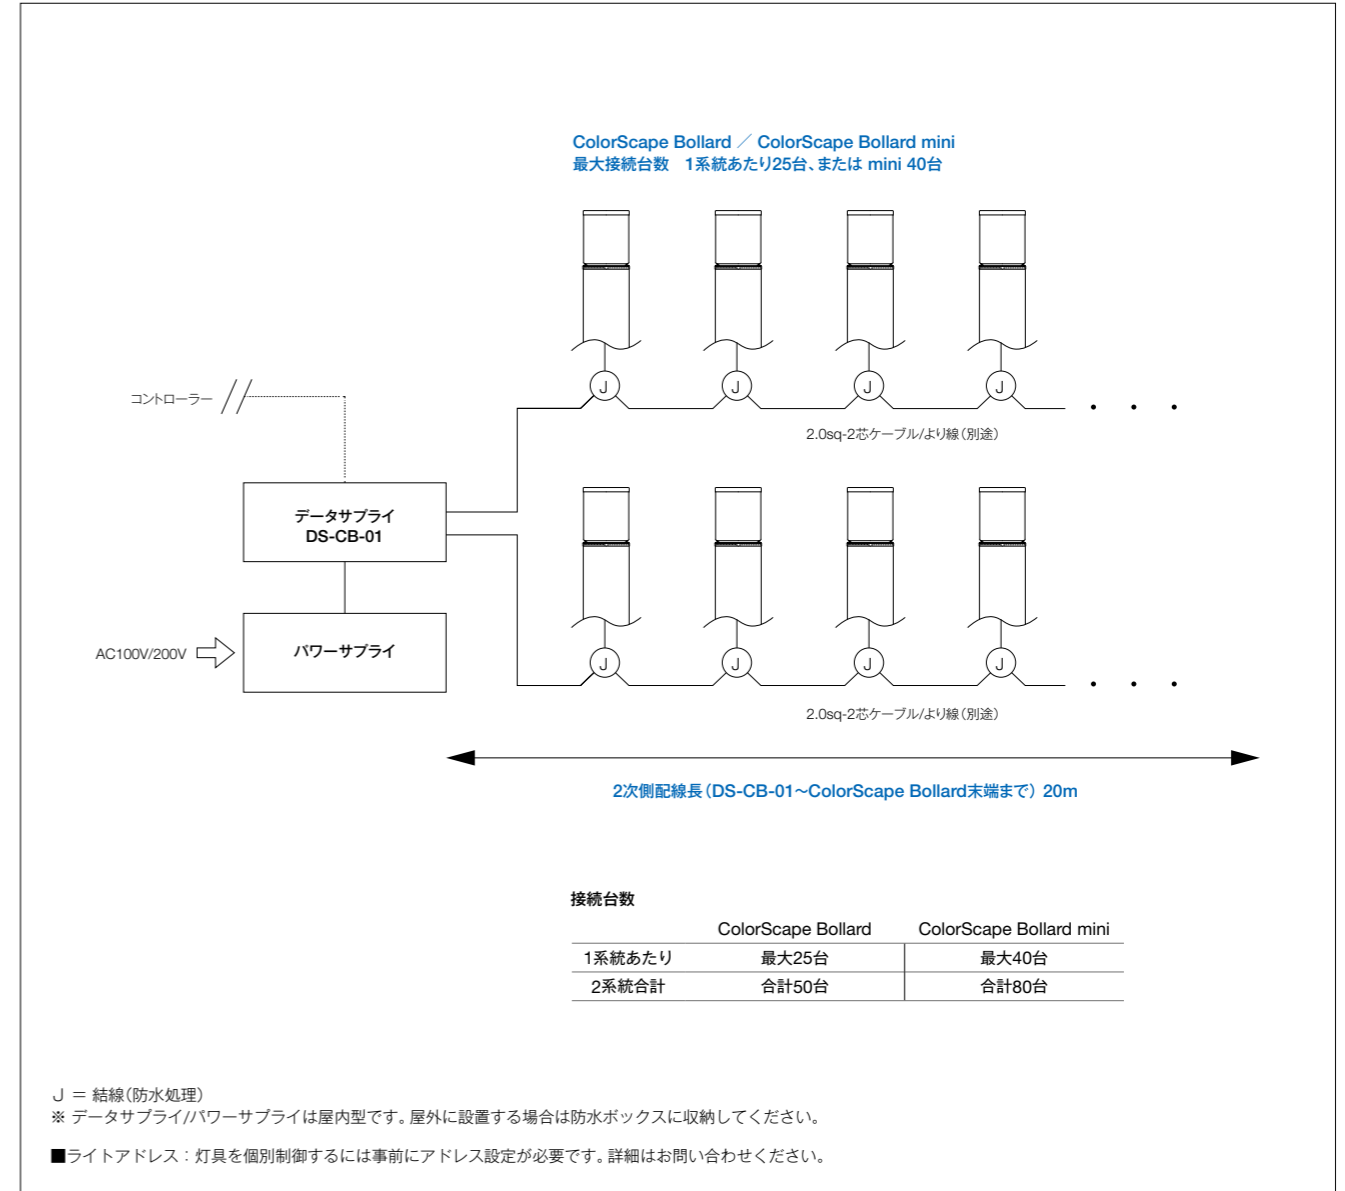 ColorScape Bollard ／ ColorScape Bollard mini
最大接続台数　1系統あたり25台、または mini 40台
J J J J
コントローラー
2.0sq-2芯ケーブル/より線（別途）
データサプライ
DS-CB-01
AC100V/200V
パワーサプライ
J J J J
2.0sq-2芯ケーブル/より線（別途）
2次側配線長（DS-CB-01〜ColorScape Bollard末端まで） 20m
接続台数
ColorScape Bollard ColorScape Bollard mini
1系統あたり 最大25台 最大40台
2系統合計 合計50台 合計80台
J ＝ 結線（防水処理）
※ データサプライ/パワーサプライは屋内型です。屋外に設置する場合は防水ボックスに収納してください。
■ライトアドレス：灯具を個別制御するには事前にアドレス設定が必要です。詳細はお問い合わせください。